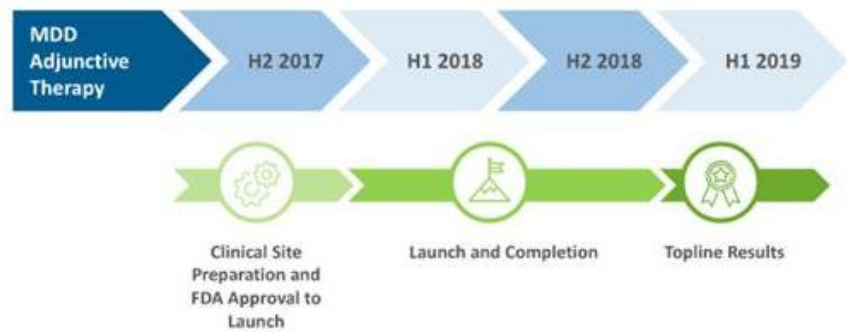 MDD
Adjunctive
Therapy
H2 2017
H1 2018
H2 2018
H1 2019
Clinical Site
Preparation and
FDA Approval to
Launch
Launch and Completion
Topline Results